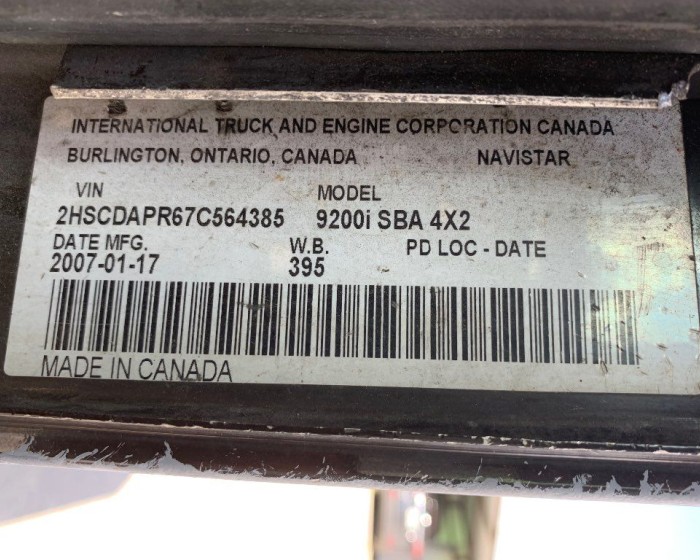 INTERNATIONAL TRUCK AND ENGINE CORPORATION CANADA
BURLINGTON, ONTARIO, CANADA NAVISTAR
VIN MODEL
2HSCDAPR67C564385 9200i SBA 4X2
DATE MFG. W.B. PD LOC - DATE
2007-01-17 395
MADE IN CANADA